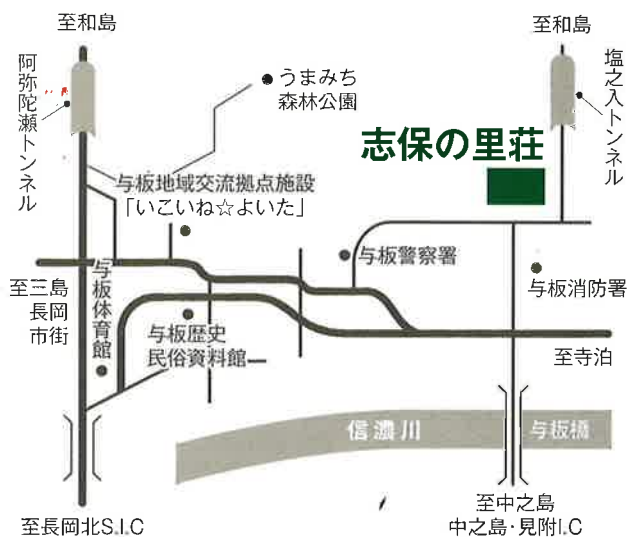 至和島
至和島
阿弥陀瀬トンネル
塩之入トンネル
うまみち
森林公園
志保の里荘
与板地域交流拠点施設
「いこいね☆よいた」
与板警察署
与板消防署
至三島
長岡
市街
与板体育館
与板歴史
民俗資料館
至寺泊
信濃川
与板橋
至中之島
中之島・見附I.C
至長岡北S.I.C